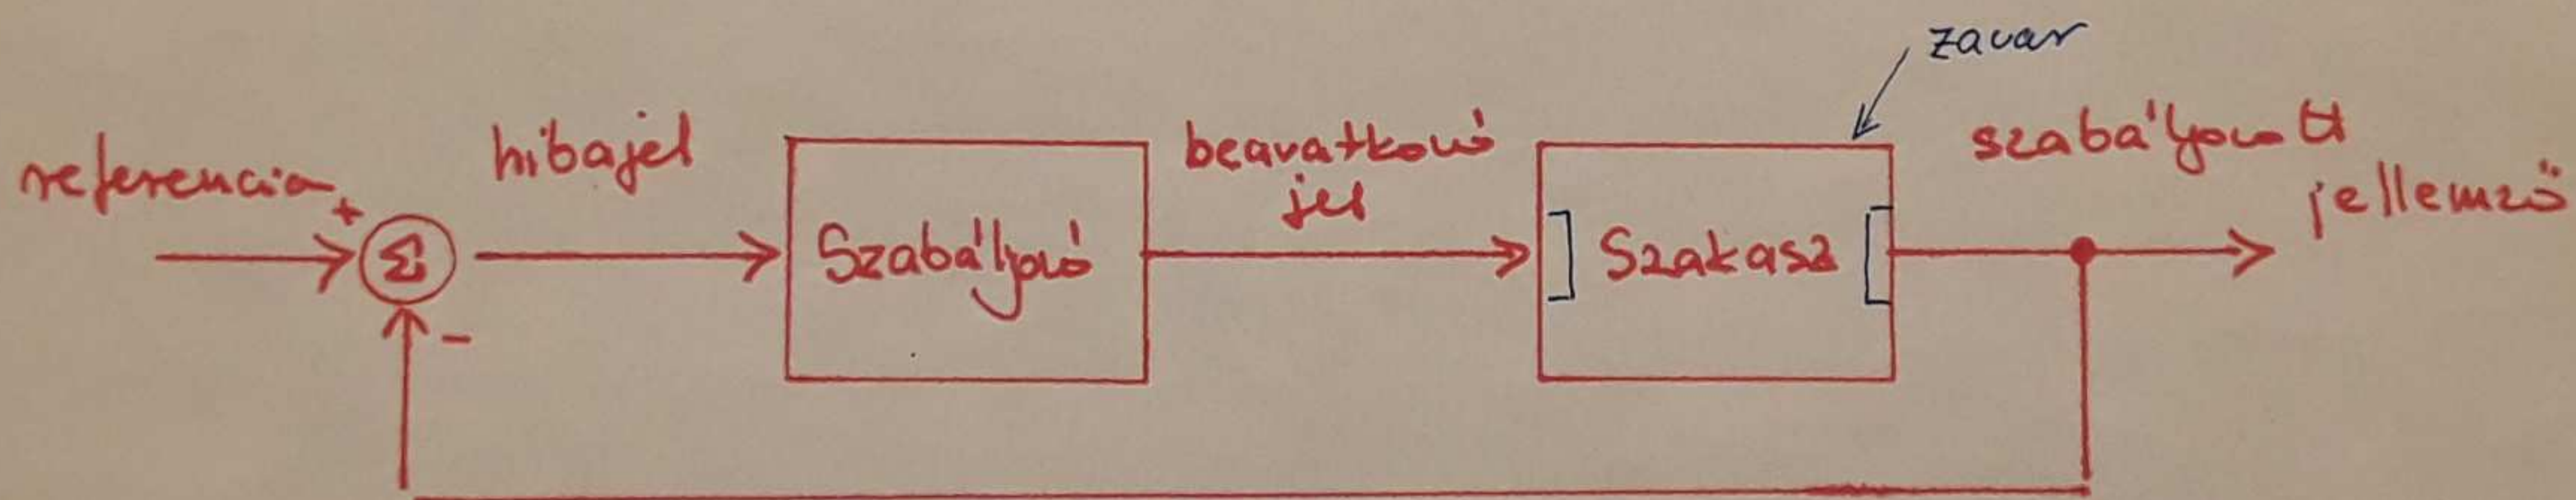 zavar
referencia
+
hibajel
beavatkozó
jel
szabályozott
jellemző
Σ
Szabályozó
] Szakasz [
-